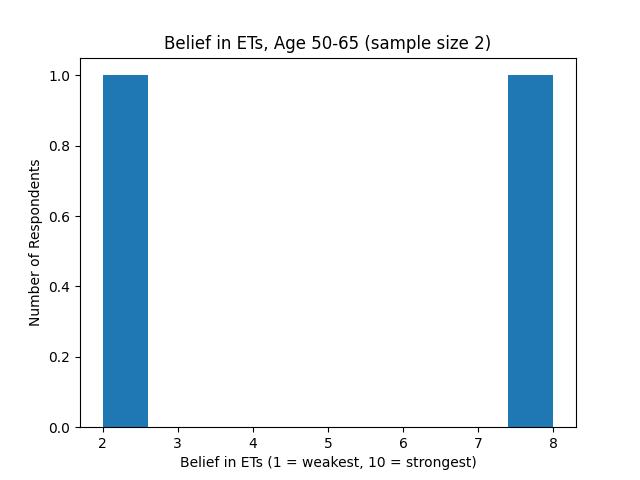 Belief in ETs, Age 50-65 (sample size 2)
1.0
0.8
0.6
0.4
0.2
0.0
Number of Respondents
2 3 4 5 6 7 8
Belief in ETs (1 = weakest, 10 = strongest)